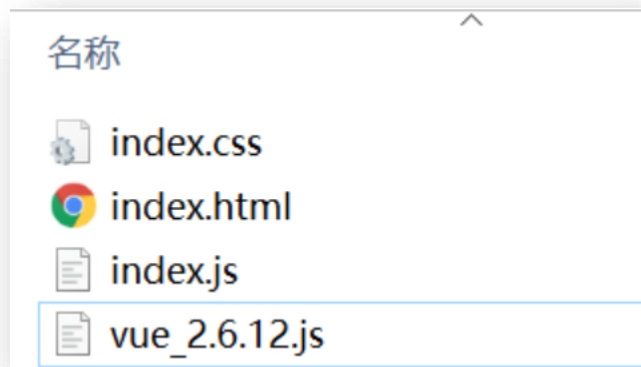 名称
index.css
index.html
index.js
vue_2.6.12.js